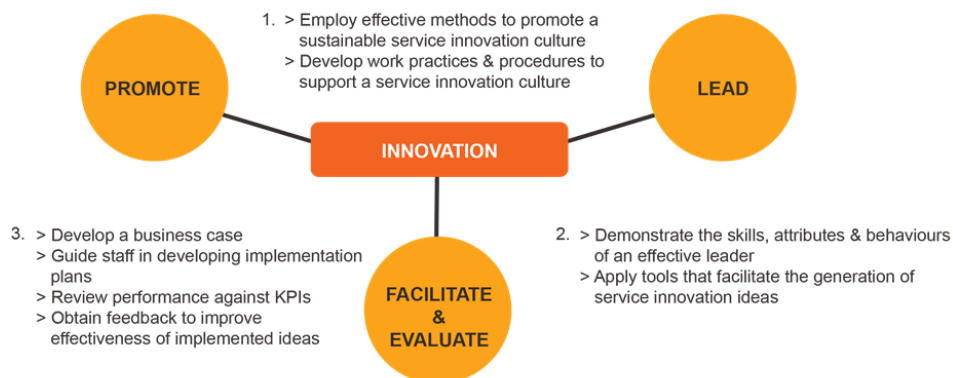 PROMOTE
1. > Employ effective methods to promote a
sustainable service innovation culture
> Develop work practices & procedures to
support a service innovation culture
LEAD
INNOVATION
3. > Develop a business case
> Guide staff in developing implementation
plans
> Review performance against KPIs
> Obtain feedback to improve
effectiveness of implemented ideas
FACILITATE
&
EVALUATE
2. > Demonstrate the skills, attributes & behaviours
of an effective leader
> Apply tools that facilitate the generation of
service innovation ideas